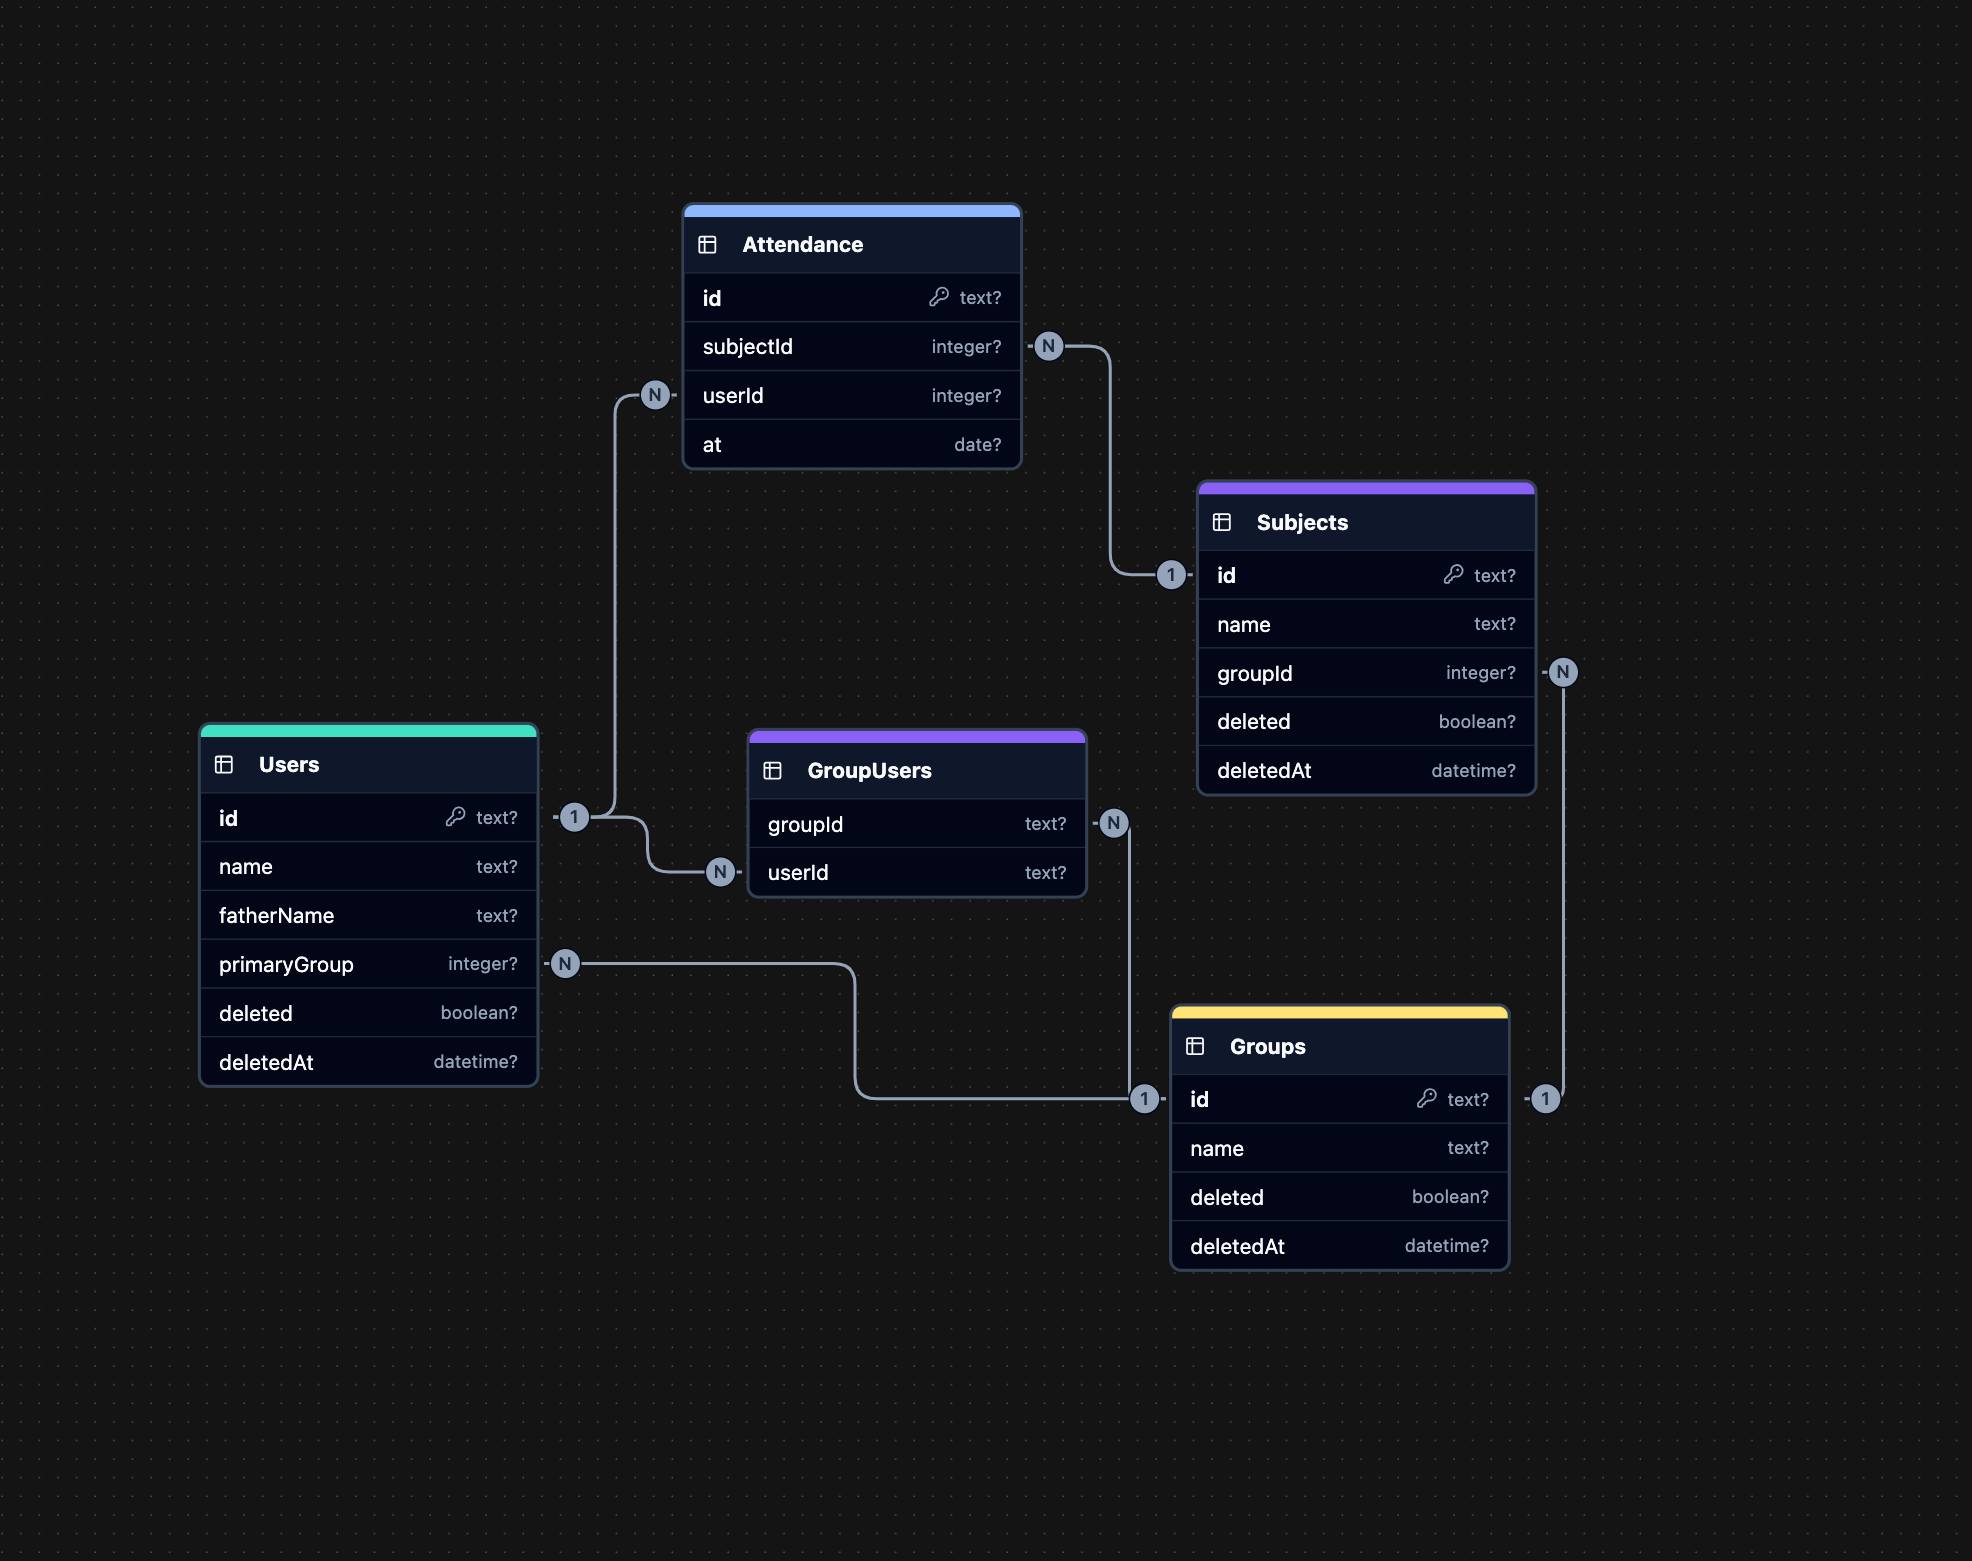 Attendance
id text?
subjectId integer?
N
userId integer?
N
at date?
Subjects
id text?
1
name text?
groupId integer?
N
deleted boolean?
deletedAt datetime?
Users
id text?
1
name text?
fatherName text?
primaryGroup integer?
N
deleted boolean?
deletedAt datetime?
GroupUsers
groupId text?
N
userId text?
N
Groups
1
id text?
1
name text?
deleted boolean?
deletedAt datetime?